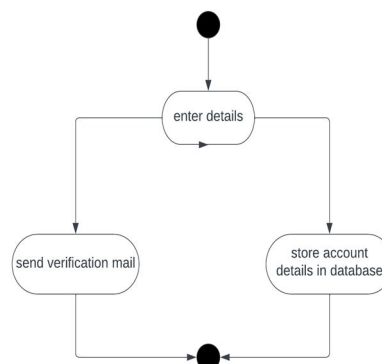 enter details
send verification mail
store account
details in database